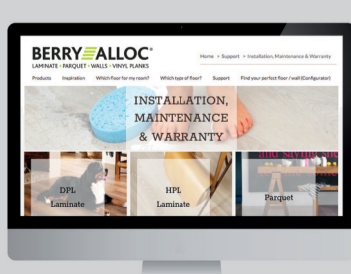 BERRY ALLOC®
LAMINATE • PARQUET • WALLS • VINYL PLANKS
Home > Support > Installation, Maintenance & Warranty
Products Inspiration Which floor for my room? Which type of floor? Support Find your perfect floor / wall (Configurator)
INSTALLATION,
MAINTENANCE
& WARRANTY
DPL
Laminate
HPL
Laminate
Parquet